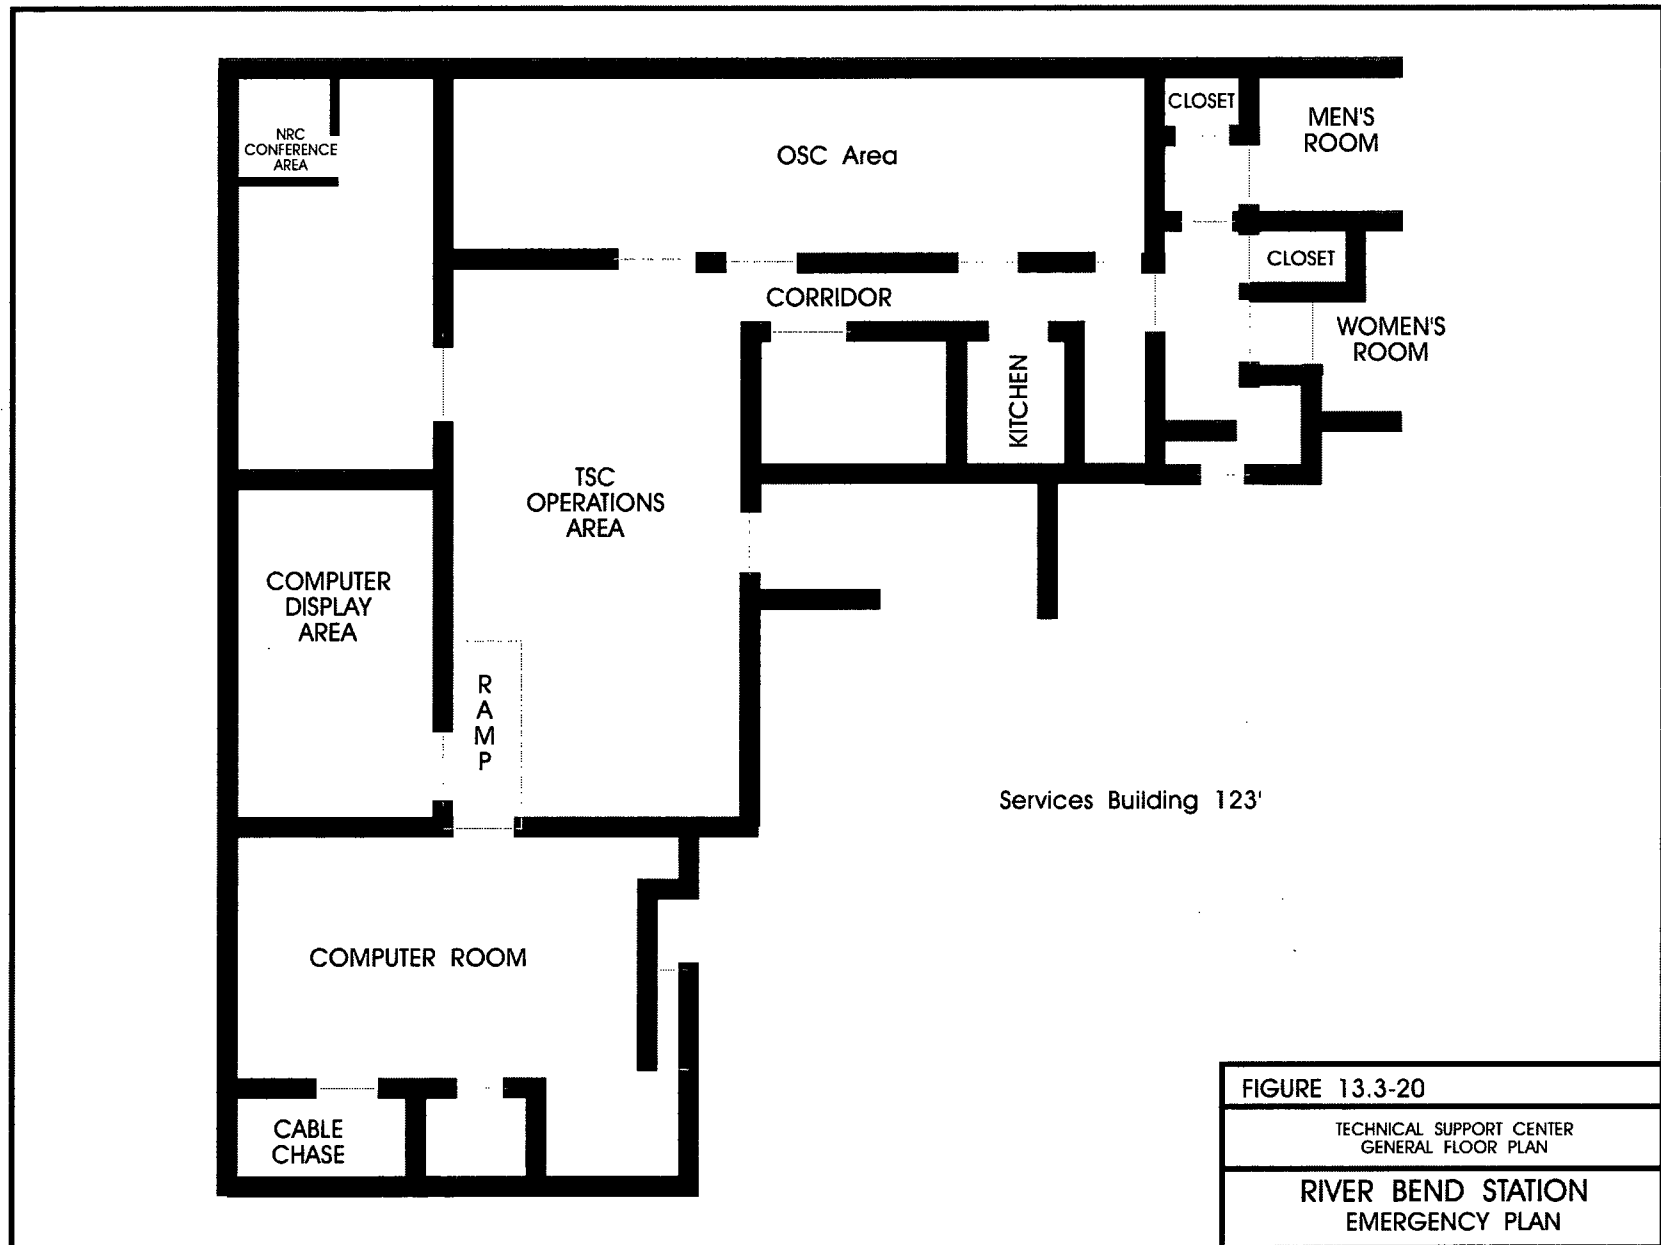 CLOSET
MEN'S
ROOM
NRC
CONFERENCE
AREA
OSC Area
CLOSET
CORRIDOR
WOMEN'S
ROOM
KITCHEN
TSC
OPERATIONS
AREA
COMPUTER
DISPLAY
AREA
RAMP
Services Building 123'
COMPUTER ROOM
CABLE
CHASE
FIGURE 13.3-20
TECHNICAL SUPPORT CENTER
GENERAL FLOOR PLAN
RIVER BEND STATION
EMERGENCY PLAN